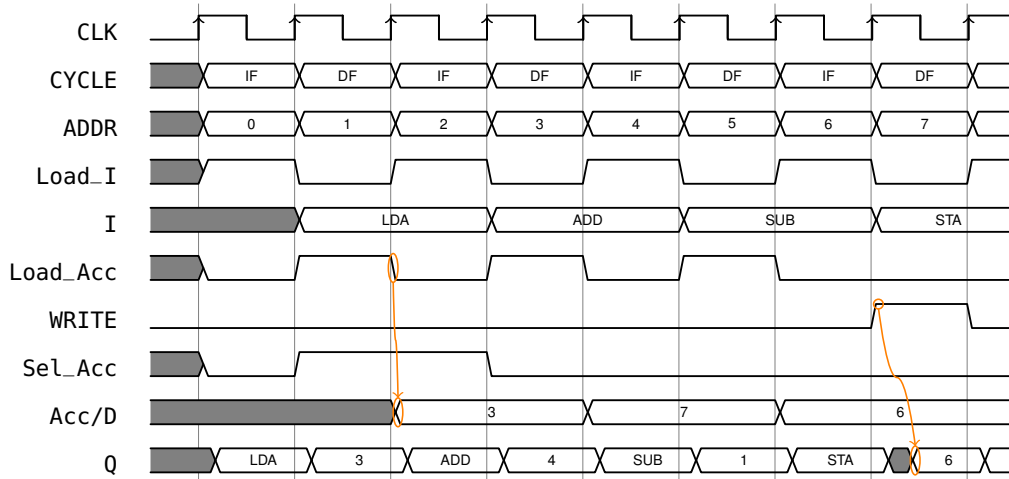 CLK
CYCLE IF DF IF DF IF DF IF DF
ADDR 0 1 2 3 4 5 6 7
Load_I
I LDA ADD SUB STA
Load_Acc
WRITE
Sel_Acc
Acc/D 3 7 6
Q LDA 3 ADD 4 SUB 1 STA 6